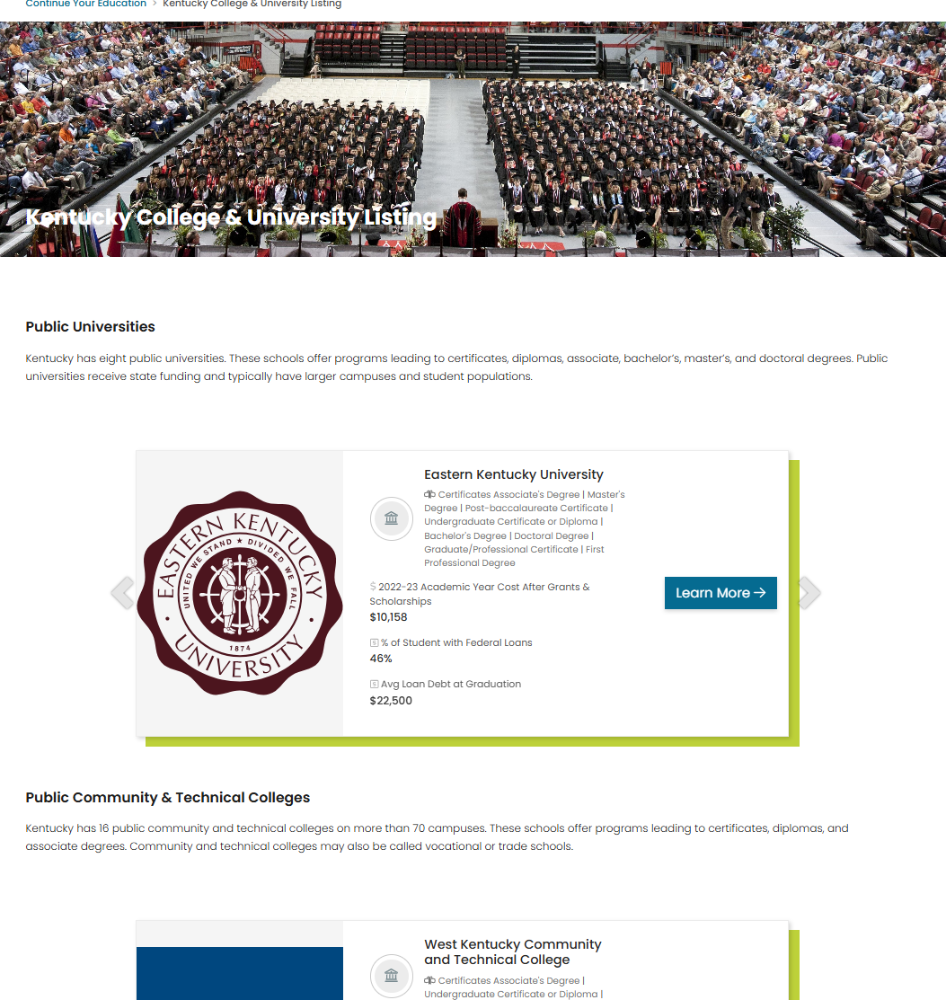 Continue Your Education > Kentucky College & University Listing
Kentucky College & University Listing
Public Universities
Kentucky has eight public universities. These schools offer programs leading to certificates, diplomas, associate, bachelor's, master's, and doctoral degrees. Public
universities receive state funding and typically have larger campuses and student populations.
EASTERN KENTUCKY
UNITED WE STAND ★ DIVIDED WE FALL
1874
UNIVERSITY
Eastern Kentucky University
Certificates Associate's Degree | Master's
Degree | Post-baccalaureate Certificate |
Undergraduate Certificate or Diploma |
Bachelor's Degree | Doctoral Degree |
Graduate/Professional Certificate | First
Professional Degree
$ 2022-23 Academic Year Cost After Grants &
Scholarships
$10,158
% of Student with Federal Loans
46%
Avg Loan Debt at Graduation
$22,500
Learn More →
Public Community & Technical Colleges
Kentucky has 16 public community and technical colleges on more than 70 campuses. These schools offer programs leading to certificates, diplomas, and
associate degrees. Community and technical colleges may also be called vocational or trade schools.
West Kentucky Community
and Technical College
Certificates Associate's Degree |
Undergraduate Certificate or Diploma |